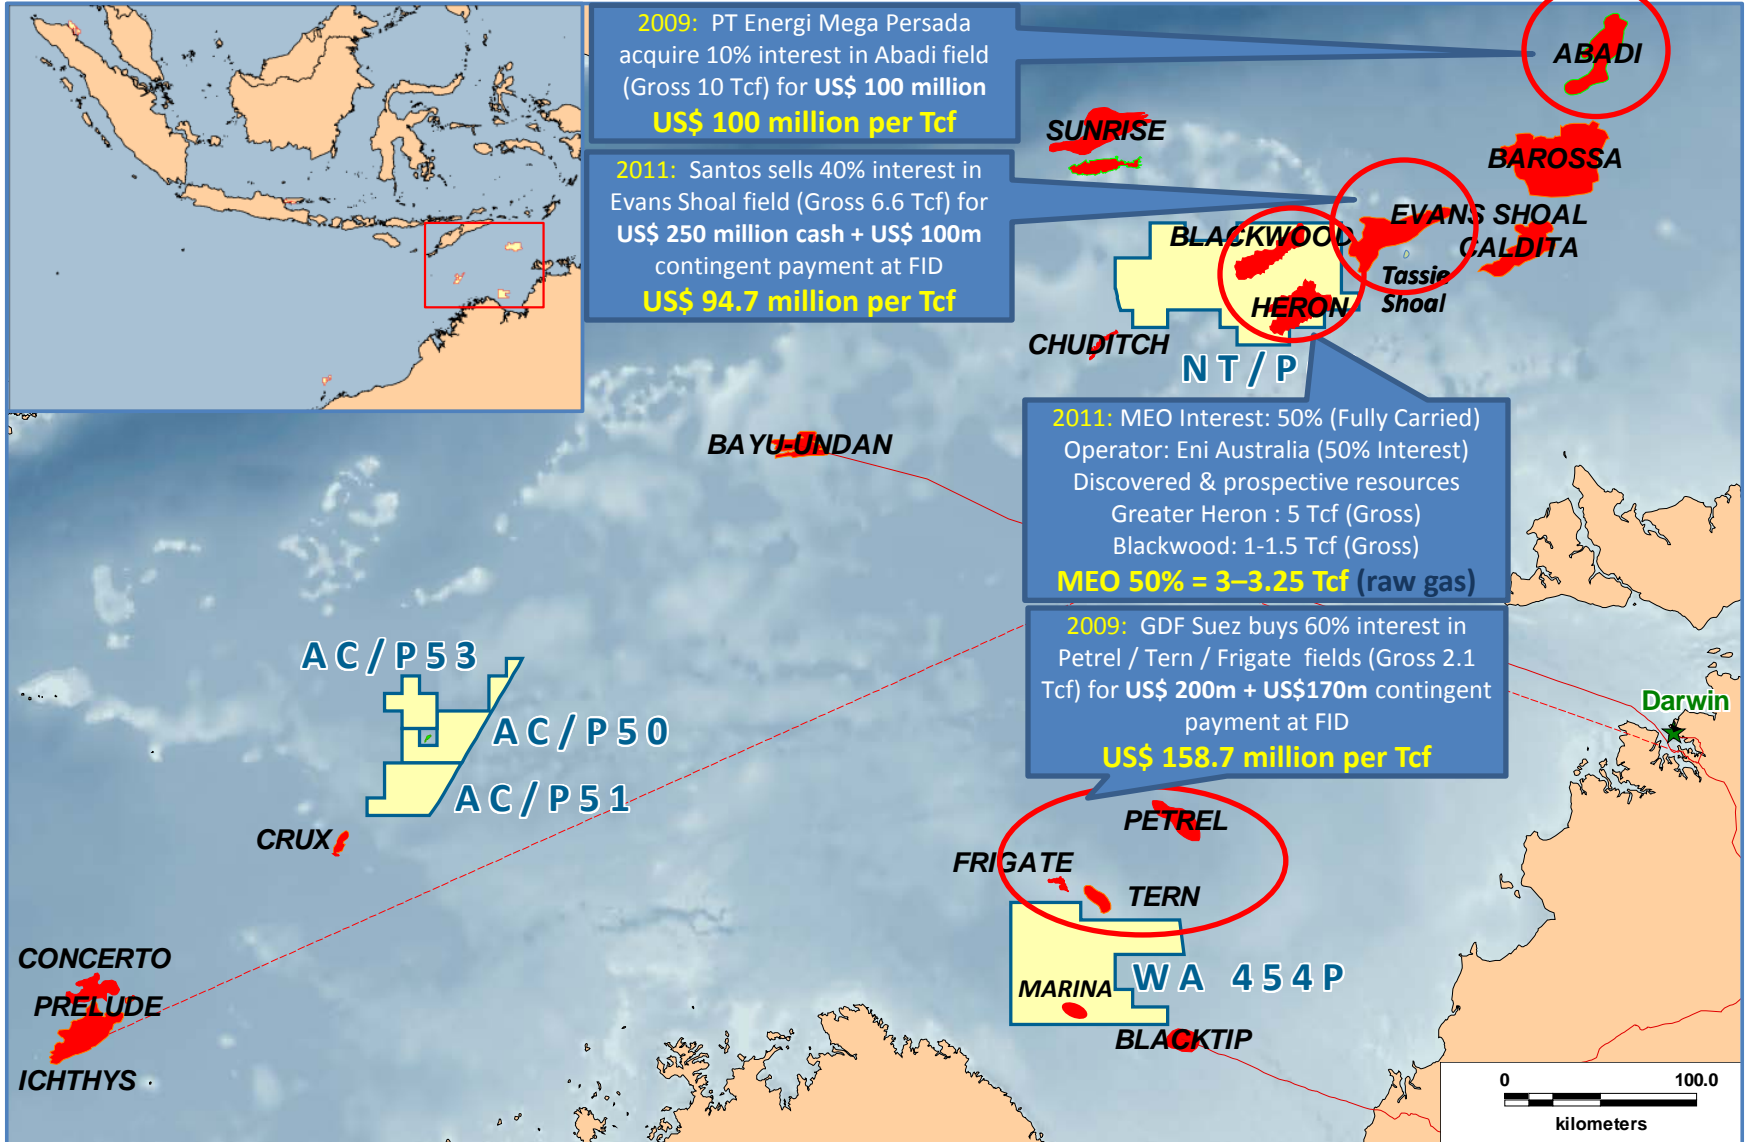 2009: PT Energi Mega Persada
acquire 10% interest in Abadi field
(Gross 10 Tcf) for US$ 100 million
US$ 100 million per Tcf
ABADI
SUNRISE
BAROSSA
2011: Santos sells 40% interest in
Evans Shoal field (Gross 6.6 Tcf) for
US$ 250 million cash + US$ 100m
contingent payment at FID
US$ 94.7 million per Tcf
EVANS SHOAL
BLACKWOOD
CALDITA
Tassie
Shoal
HERON
CHUDITCH
NT/P
2011: MEO Interest: 50% (Fully Carried)
Operator: Eni Australia (50% Interest)
Discovered & prospective resources
Greater Heron : 5 Tcf (Gross)
Blackwood: 1-1.5 Tcf (Gross)
MEO 50% = 3–3.25 Tcf (raw gas)
BAYU-UNDAN
2009: GDF Suez buys 60% interest in
Petrel / Tern / Frigate fields (Gross 2.1
Tcf) for US$ 200m + US$170m contingent
payment at FID
US$ 158.7 million per Tcf
AC/P53
Darwin
AC/P50
AC/P51
PETREL
CRUX
FRIGATE
TERN
CONCERTO
WA 454P
MARINA
PRELUDE
BLACKTIP
ICHTHYS
0 100.0
kilometers